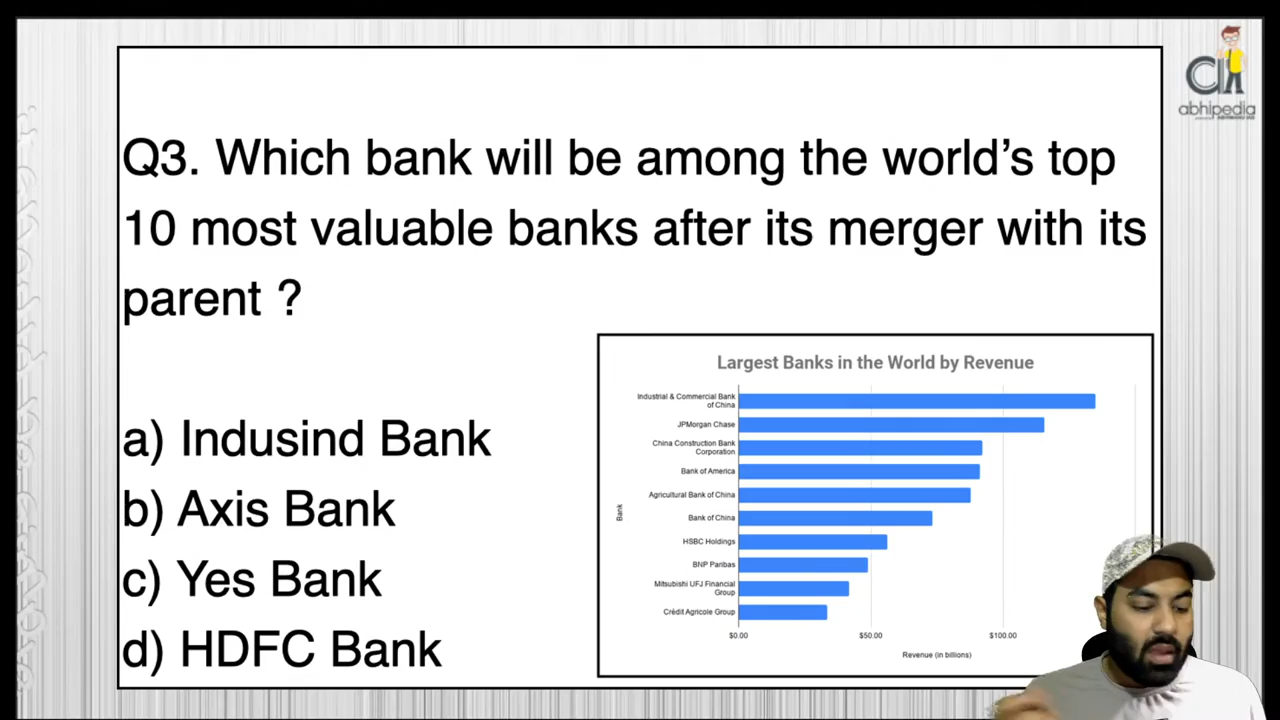 abhipedia
Q3. Which bank will be among the world’s top
10 most valuable banks after its merger with its
parent ?
a) Indusind Bank
b) Axis Bank
c) Yes Bank
d) HDFC Bank
Largest Banks in the World by Revenue
Bank
Industrial & Commercial Bank
of China
JPMorgan Chase
China Construction Bank
Corporation
Bank of America
Agricultural Bank of China
Bank of China
HSBC Holdings
BNP Paribas
Mitsubishi UFJ Financial
Group
Crédit Agricole Group
$0.00 $50.00 $100.00
Revenue (in billions)